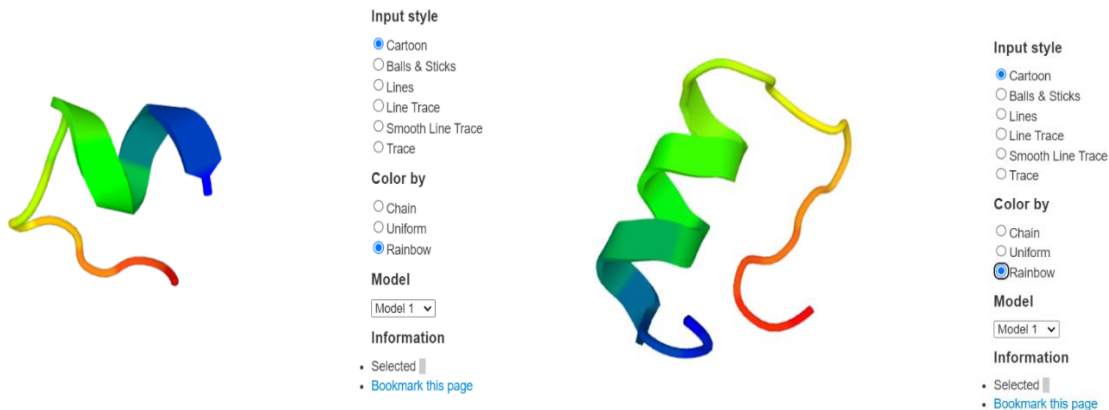 Input style
Cartoon
Balls & Sticks
Lines
Line Trace
Smooth Line Trace
Trace
Color by
Chain
Uniform
Rainbow
Model
Model 1
Information
Selected
Bookmark this page
Input style
Cartoon
Balls & Sticks
Lines
Line Trace
Smooth Line Trace
Trace
Color by
Chain
Uniform
Rainbow
Model
Model 1
Information
Selected
Bookmark this page